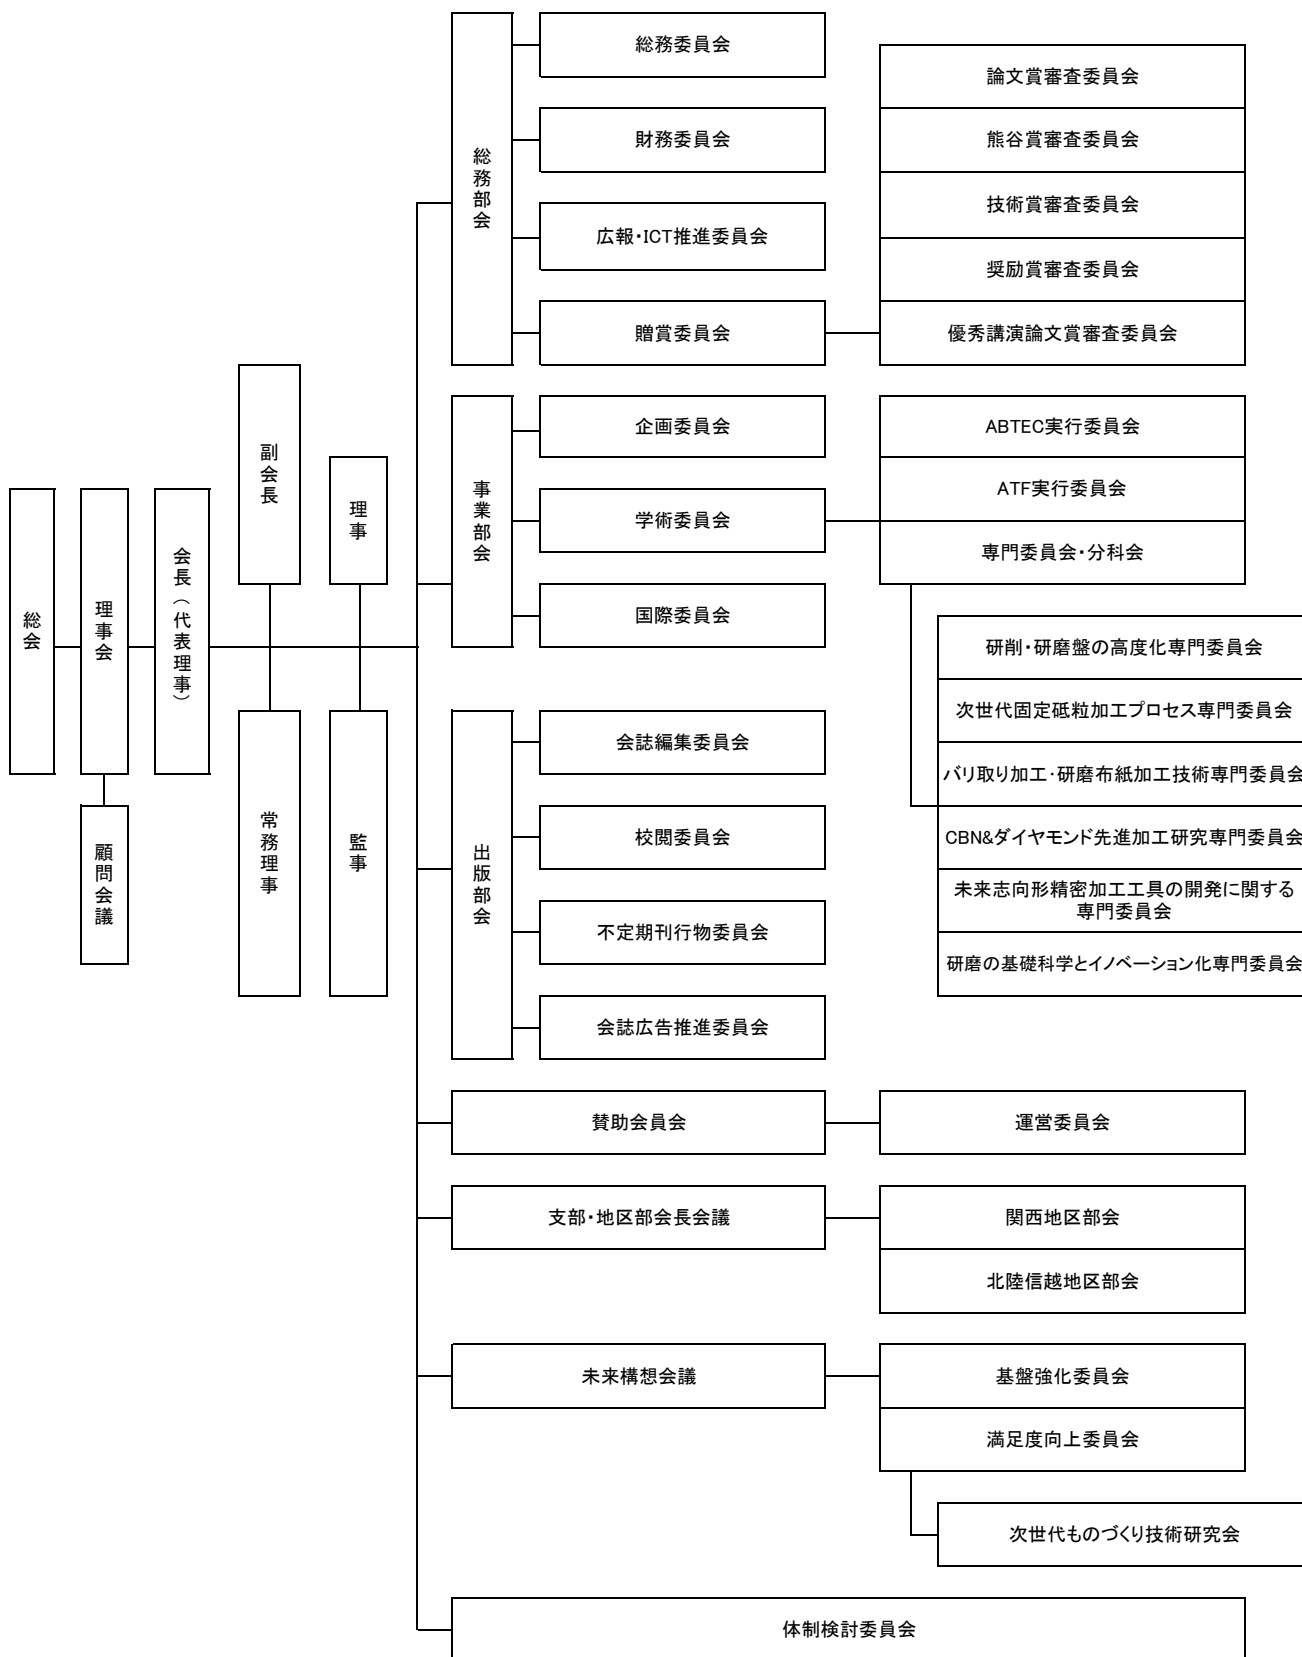 総会
理事会
顧問会議
会長（代表理事）
副会長
常務理事
理事
監事
総務部会
総務委員会
財務委員会
広報・ICT推進委員会
贈賞委員会
論文賞審査委員会
熊谷賞審査委員会
技術賞審査委員会
奨励賞審査委員会
優秀講演論文賞審査委員会
事業部会
企画委員会
学術委員会
国際委員会
ABTEC実行委員会
ATF実行委員会
専門委員会・分科会
研削・研磨盤の高度化専門委員会
次世代固定砥粒加工プロセス専門委員会
バリ取り加工・研磨布紙加工技術専門委員会
CBN&ダイヤモンド先進加工研究専門委員会
未来志向形精密加工工具の開発に関する
専門委員会
研磨の基礎科学とイノベーション化専門委員会
出版部会
会誌編集委員会
校閲委員会
不定期刊行物委員会
会誌広告推進委員会
賛助会員会
運営委員会
支部・地区部会長会議
関西地区部会
北陸信越地区部会
未来構想会議
基盤強化委員会
満足度向上委員会
次世代ものづくり技術研究会
体制検討委員会